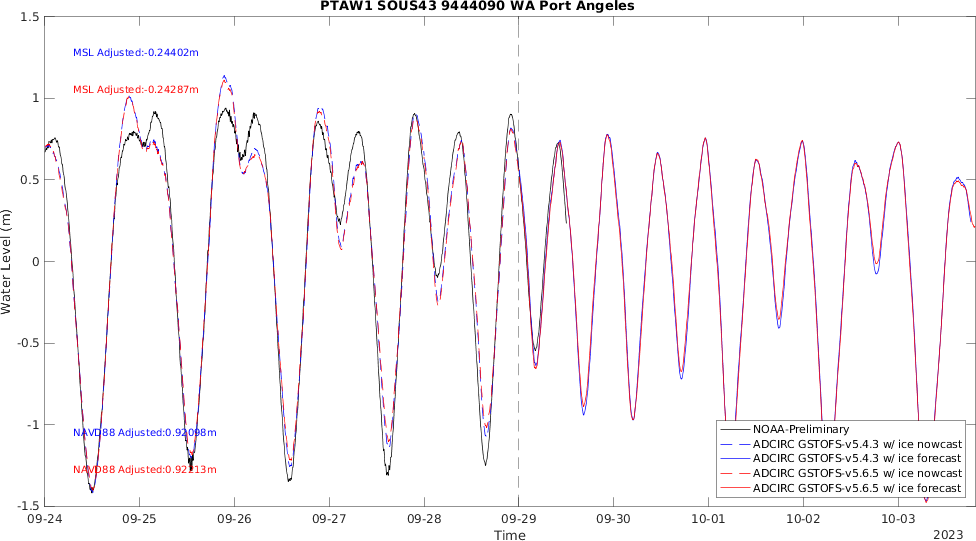 PTAW1 SOUS43 9444090 WA Port Angeles
1.5
1
0.5
0
-0.5
-1
-1.5
Water Level (m)
MSL Adjusted:-0.24402m
MSL Adjusted:-0.24287m
NAVD88 Adjusted:0.92098m
NAVD88 Adjusted:0.92213m
NOAA-Preliminary
ADCIRC GSTOFS-v5.4.3 w/ ice nowcast
ADCIRC GSTOFS-v5.4.3 w/ ice forecast
ADCIRC GSTOFS-v5.6.5 w/ ice nowcast
ADCIRC GSTOFS-v5.6.5 w/ ice forecast
09-24 09-25 09-26 09-27 09-28 09-29 09-30 10-01 10-02 10-03
Time
2023